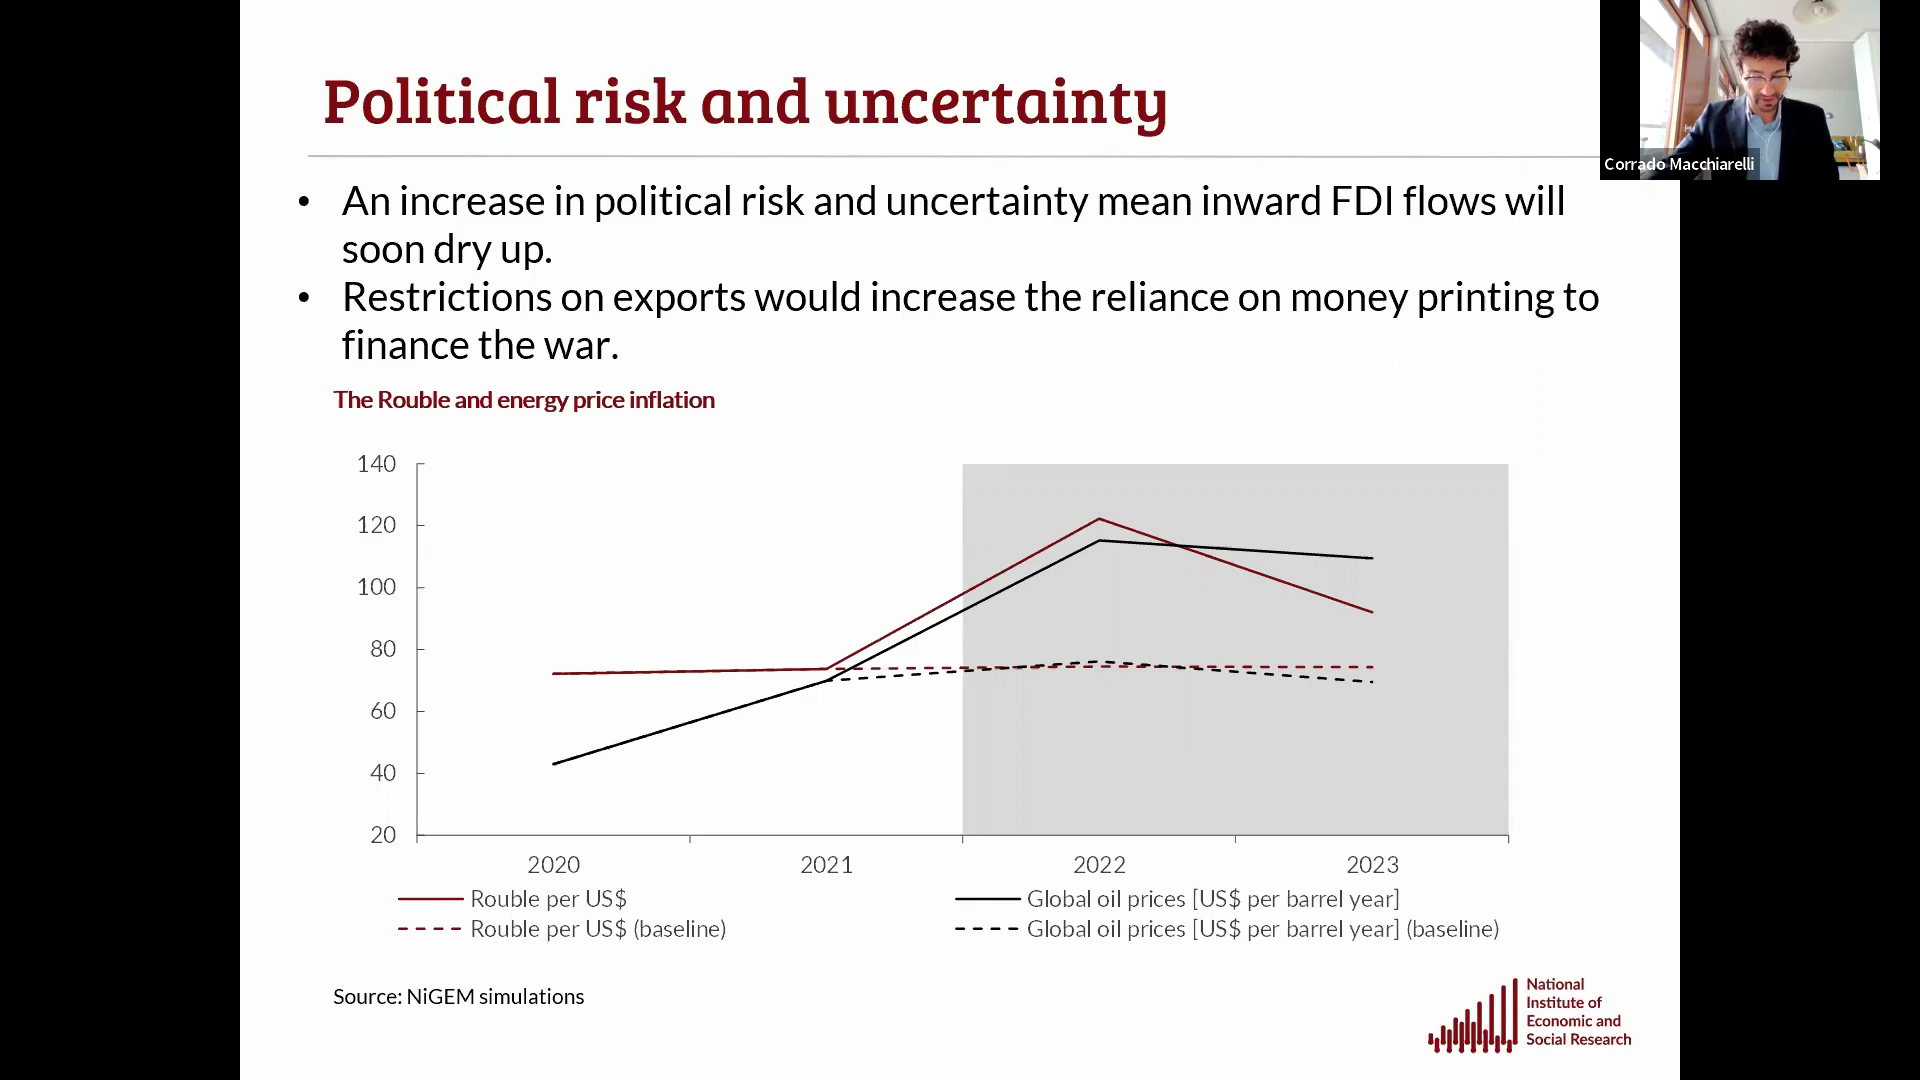 Political risk and uncertainty
Corrado Macchiarelli
• An increase in political risk and uncertainty mean inward FDI flows will
soon dry up.
• Restrictions on exports would increase the reliance on money printing to
finance the war.
The Rouble and energy price inflation
140
120
100
80
60
40
20
2020 2021 2022 2023
Rouble per US$ Global oil prices [US$ per barrel year]
Rouble per US$ (baseline) Global oil prices [US$ per barrel year] (baseline)
Source: NiGEM simulations
National
Institute of
Economic and
Social Research